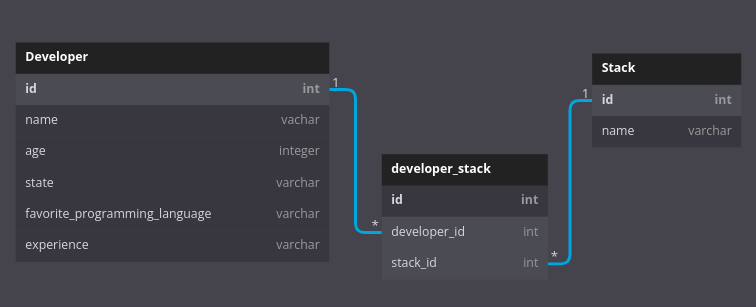 Developer
id int
name vachar
age integer
state varchar
favorite_programming_language varchar
experience varchar
1
*
developer_stack
id int
developer_id int
stack_id int
*
1
Stack
id int
name varchar